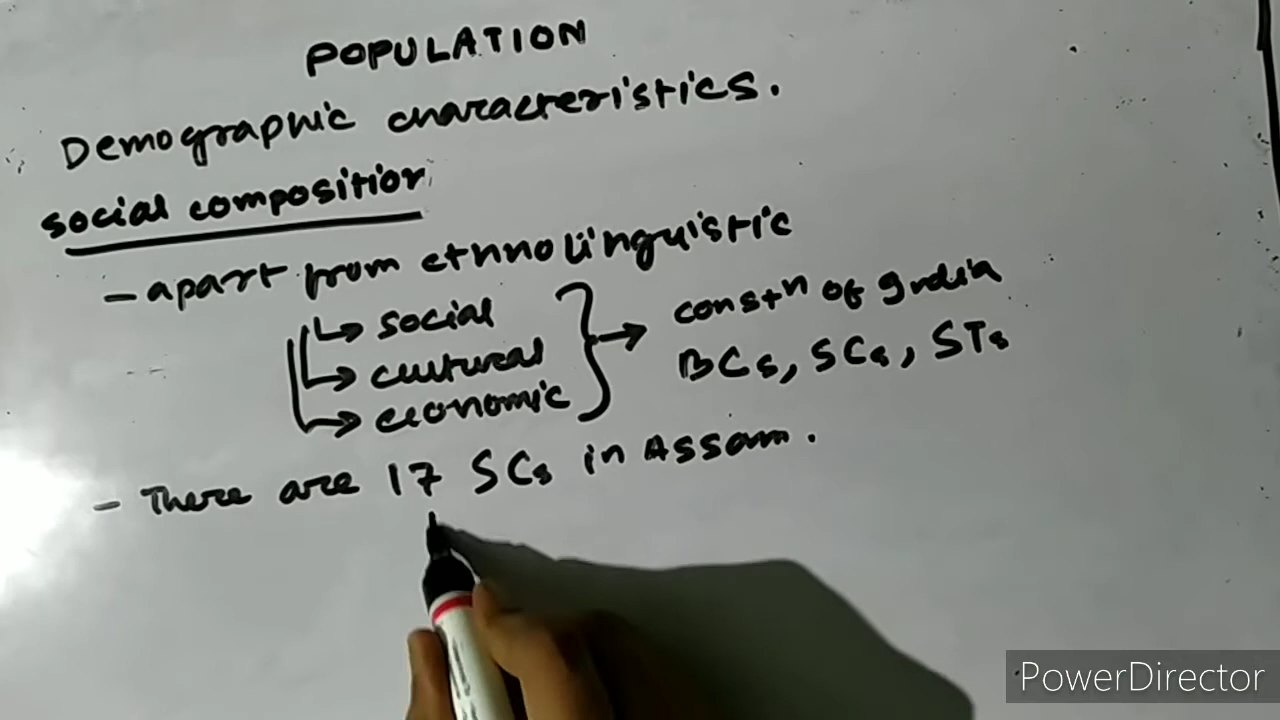 POPULATION
Demographic characteristics.
social composition
- apart from ethnolinguistic
↳ social
→ cultural
→ economic
→ constn of India
BCs, SCs, STs
- There are 17 SCs in Assam.
PowerDirector